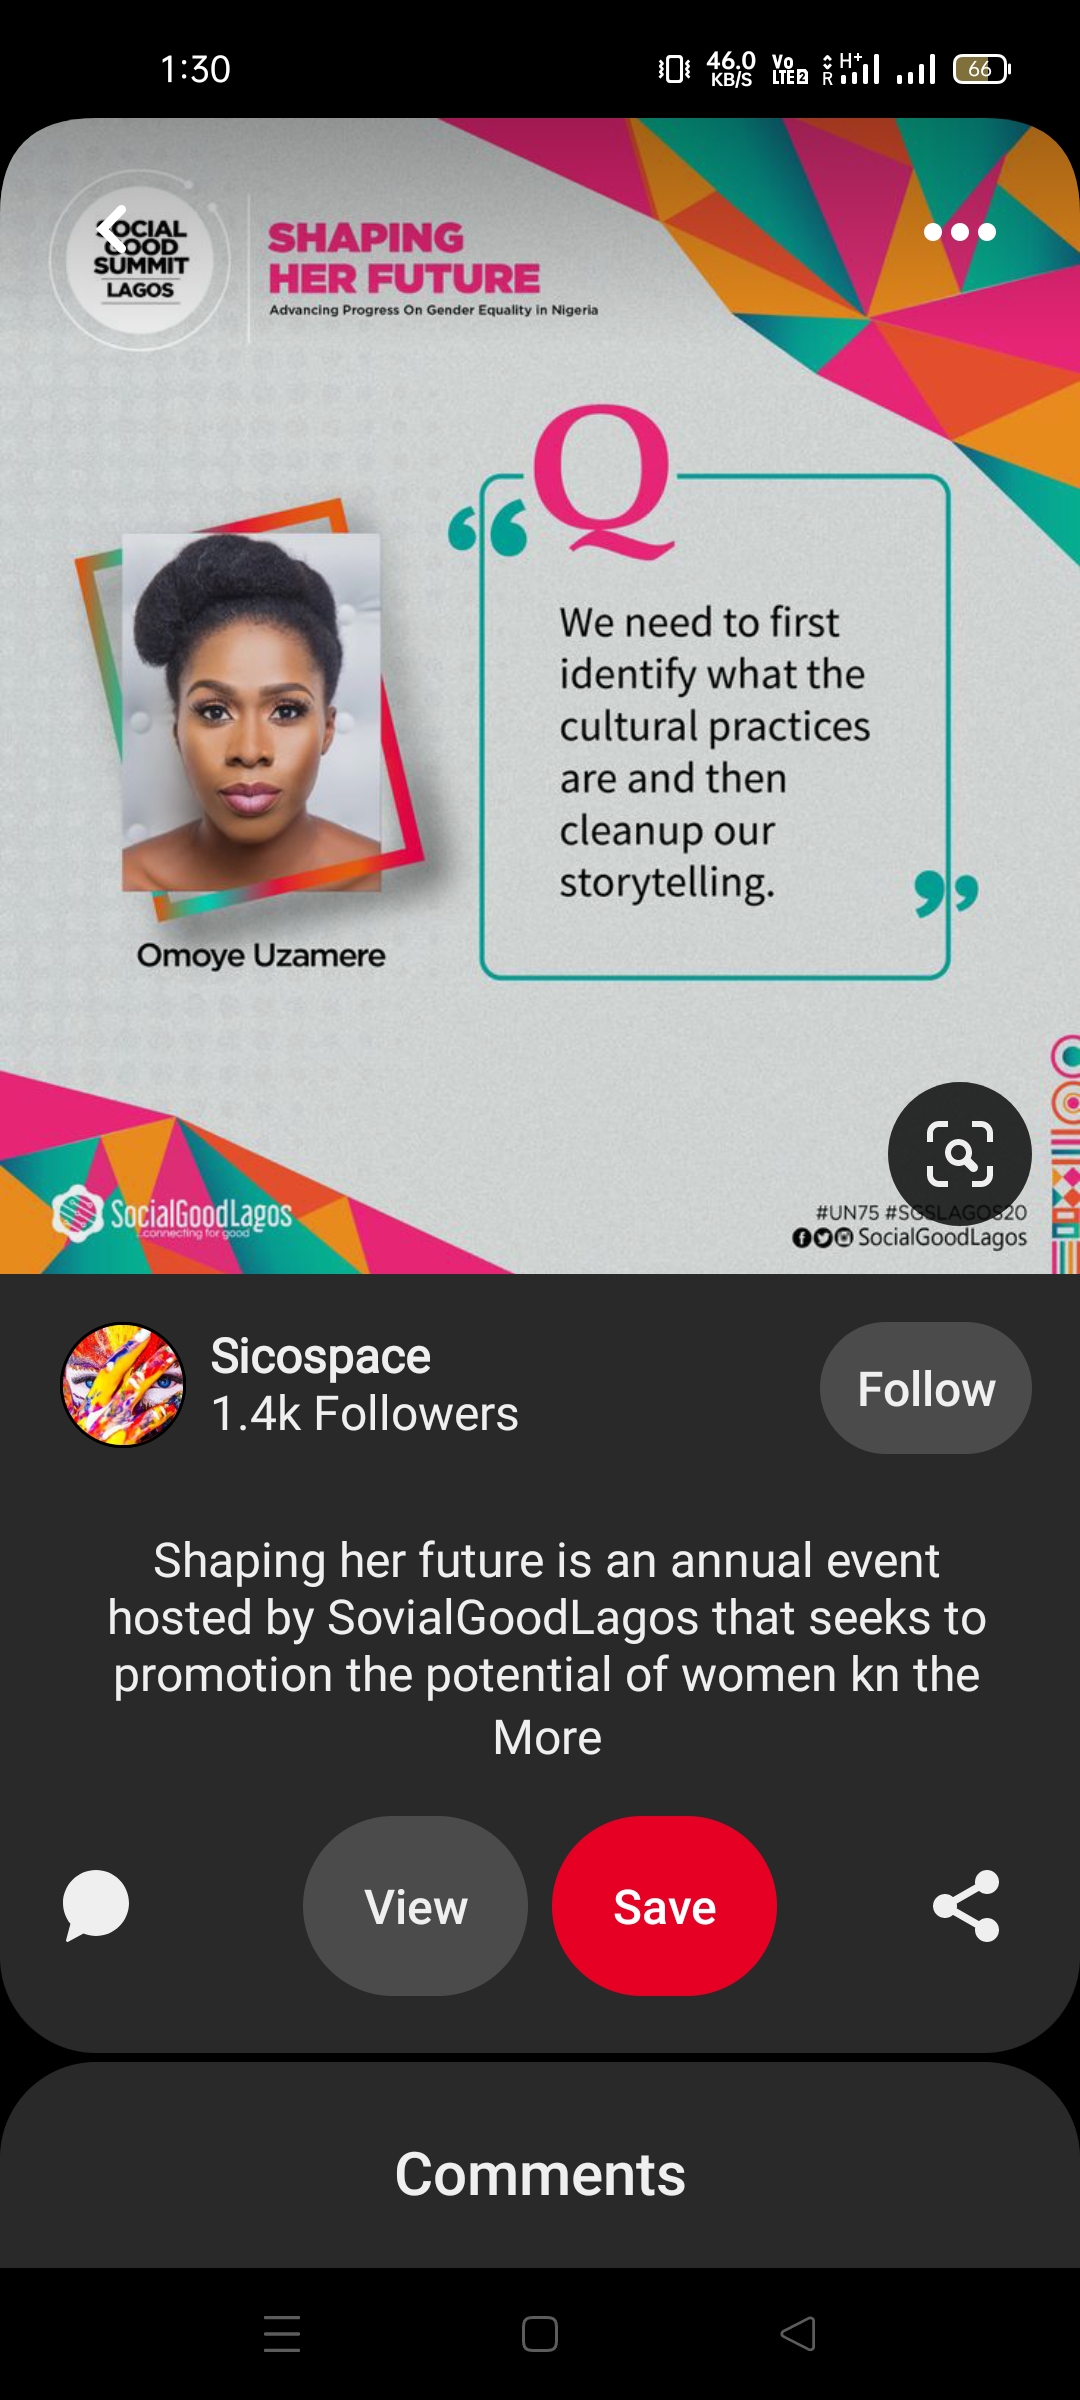 1:30
46.0
KB/S
Vo
LTE2
R
H+
66
SOCIAL
GOOD
SUMMIT
LAGOS
SHAPING
HER FUTURE
Advancing Progress On Gender Equality in Nigeria
“Q
We need to first
identify what the
cultural practices
are and then
cleanup our
storytelling.
”
Omoye Uzamere
SocialGoodLagos
...connecting for good
#UN75 #SGSLAGOS20
SocialGoodLagos
Sicospace
1.4k Followers
Follow
Shaping her future is an annual event
hosted by SovialGoodLagos that seeks to
promotion the potential of women kn the
More
View
Save
Comments